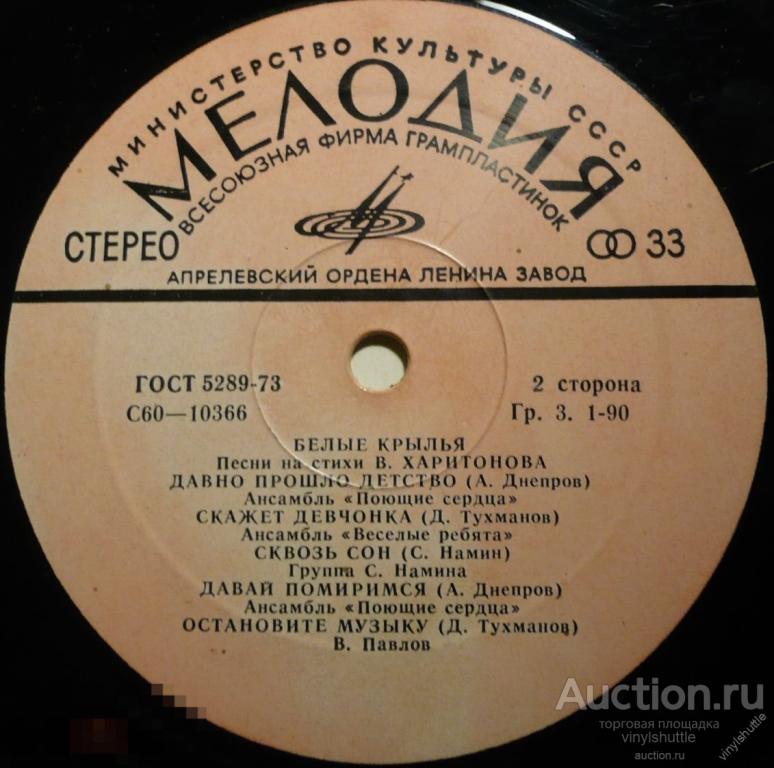 МИНИСТЕРСТВО КУЛЬТУРЫ СССР
МЕЛОДИЯ
ВСЕСОЮЗНАЯ ФИРМА ГРАМПЛАСТИНОК
СТЕРЕО
33
АПРЕЛЕВСКИЙ ОРДЕНА ЛЕНИНА ЗАВОД
ГОСТ 5289-73
2 сторона
С60—10366
Гр. 3. 1-90
БЕЛЫЕ КРЫЛЬЯ
Песни на стихи В. ХАРИТОНОВА
ДАВНО ПРОШЛО ДЕТСТВО (А. Днепров)
Ансамбль «Поющие сердца»
СКАЖЕТ ДЕВЧОНКА (Д. Тухманов)
Ансамбль «Веселые ребята»
СКВОЗЬ СОН (С. Намин)
Группа С. Намина
ДАВАЙ ПОМИРИМСЯ (А. Днепров)
Ансамбль «Поющие сердца»
ОСТАНОВИТЕ МУЗЫКУ (Д. Тухманов)
В. Павлов
Auction.ru
торговая площадка
vinylshuttle
auction.ru
vinylshuttle